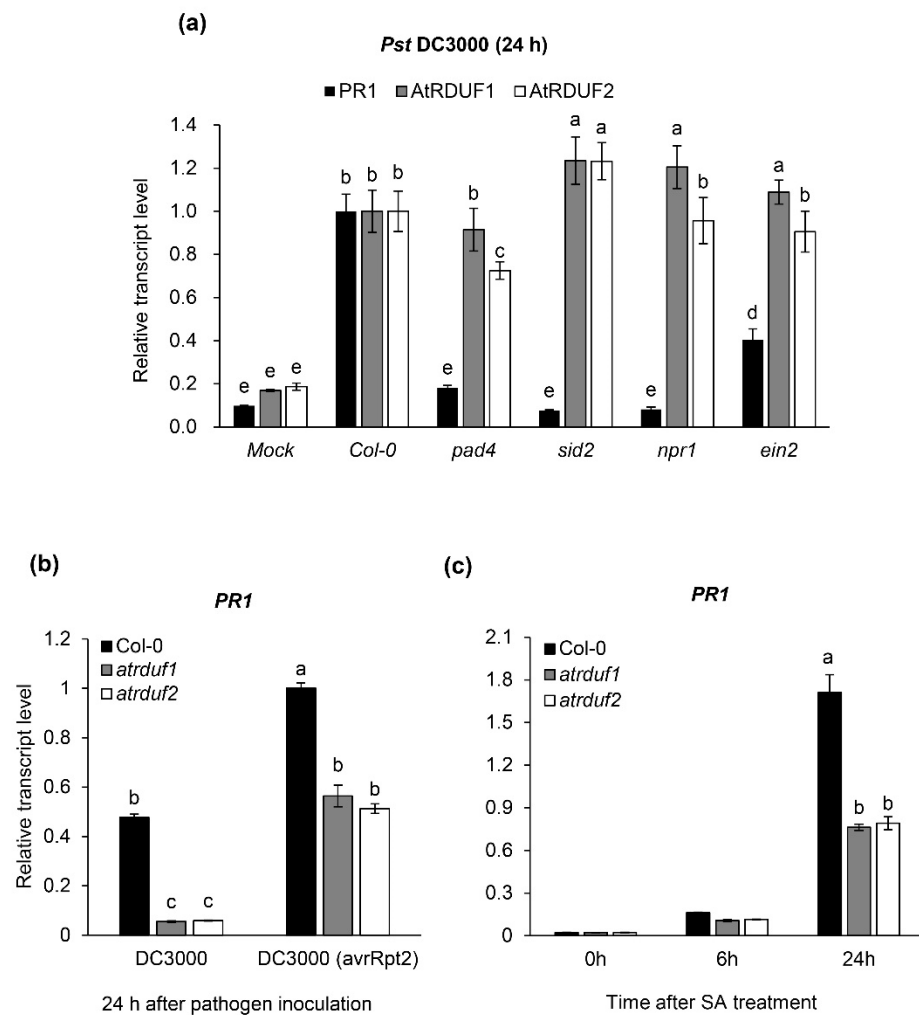 (a)
Pst DC3000 (24 h)
PR1 AtRDUF1 AtRDUF2
Relative transcript level
1.4
1.2
1.0
0.8
0.6
0.4
0.2
0.0
e e e
b b b
e b c
e a a
e a b
d a b
Mock Col-0 pad4 sid2 npr1 ein2
(b)
PR1
Col-0
atrduf1
atrduf2
Relative transcript level
1.2
1
0.8
0.6
0.4
0.2
0
b c c
a b b
DC3000 DC3000 (avrRpt2)
24 h after pathogen inoculation
(c)
PR1
Col-0
atrduf1
atrduf2
2.1
1.8
1.5
1.2
0.9
0.6
0.3
0
a b b
0h 6h 24h
Time after SA treatment